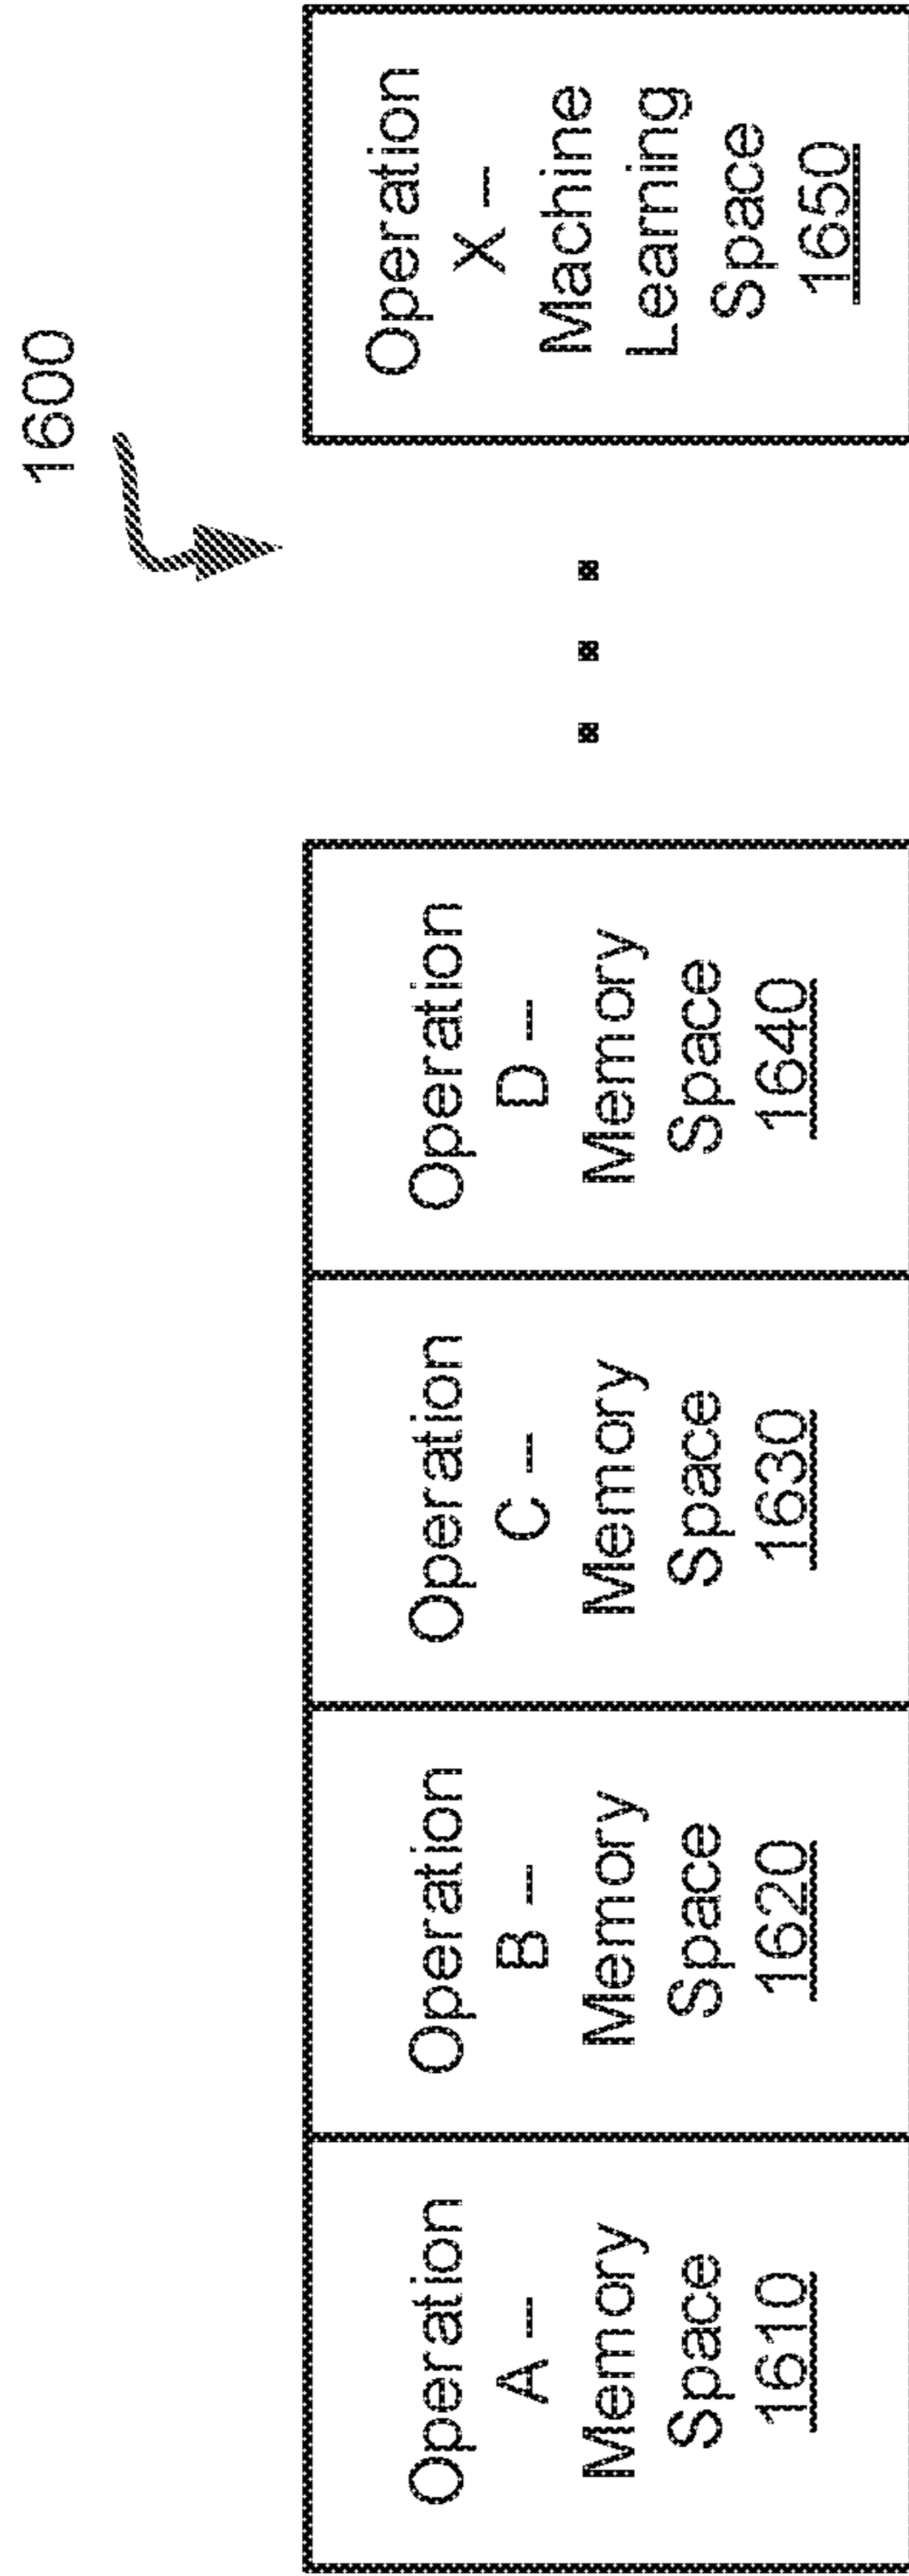 1600
Operation
A –
Memory
Space
1610
Operation
B –
Memory
Space
1620
Operation
C –
Memory
Space
1630
Operation
D –
Memory
Space
1640
Operation
X –
Machine
Learning
Space
1650